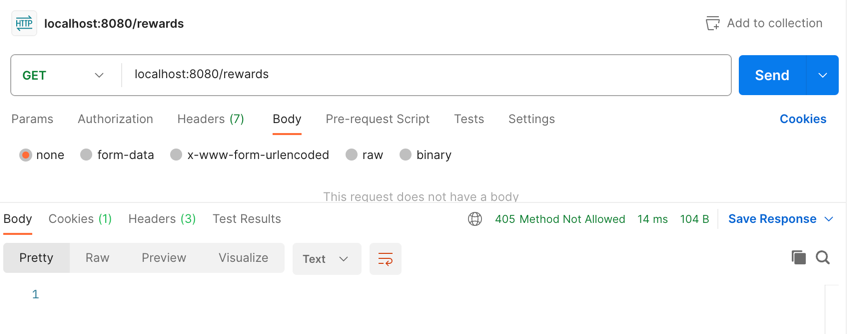 HTTP localhost:8080/rewards Add to collection
GET localhost:8080/rewards Send
Params Authorization Headers (7) Body Pre-request Script Tests Settings Cookies
none form-data x-www-form-urlencoded raw binary
This request does not have a body
Body Cookies (1) Headers (3) Test Results 405 Method Not Allowed 14 ms 104 B Save Response
Pretty Raw Preview Visualize Text
1